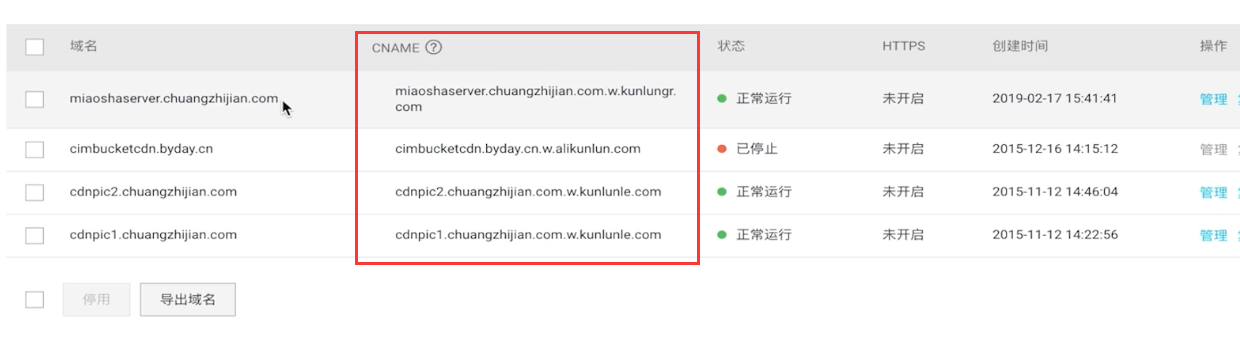 域名 CNAME ? 状态 HTTPS 创建时间 操作
miaoshaserver.chuangzhijian.com miaoshaserver.chuangzhijian.com.w.kunlungr. 正常运行 未开启 2019-02-17 15:41:41 管理
com
cimbucketcdn.byday.cn cimbucketcdn.byday.cn.w.alikunlun.com 已停止 未开启 2015-12-16 14:15:12 管理
cdnpic2.chuangzhijian.com cdnpic2.chuangzhijian.com.w.kunlunle.com 正常运行 未开启 2015-11-12 14:46:04 管理
cdnpic1.chuangzhijian.com cdnpic1.chuangzhijian.com.w.kunlunle.com 正常运行 未开启 2015-11-12 14:22:56 管理
停用 导出域名